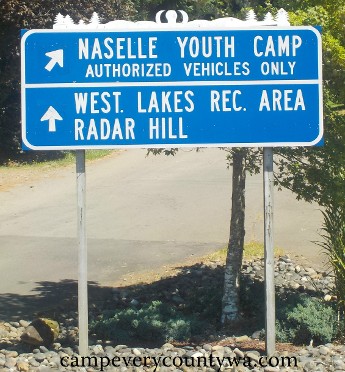 NASELLE YOUTH CAMP
AUTHORIZED VEHICLES ONLY
WEST. LAKES REC. AREA
RADAR HILL
campeverycountywa.com